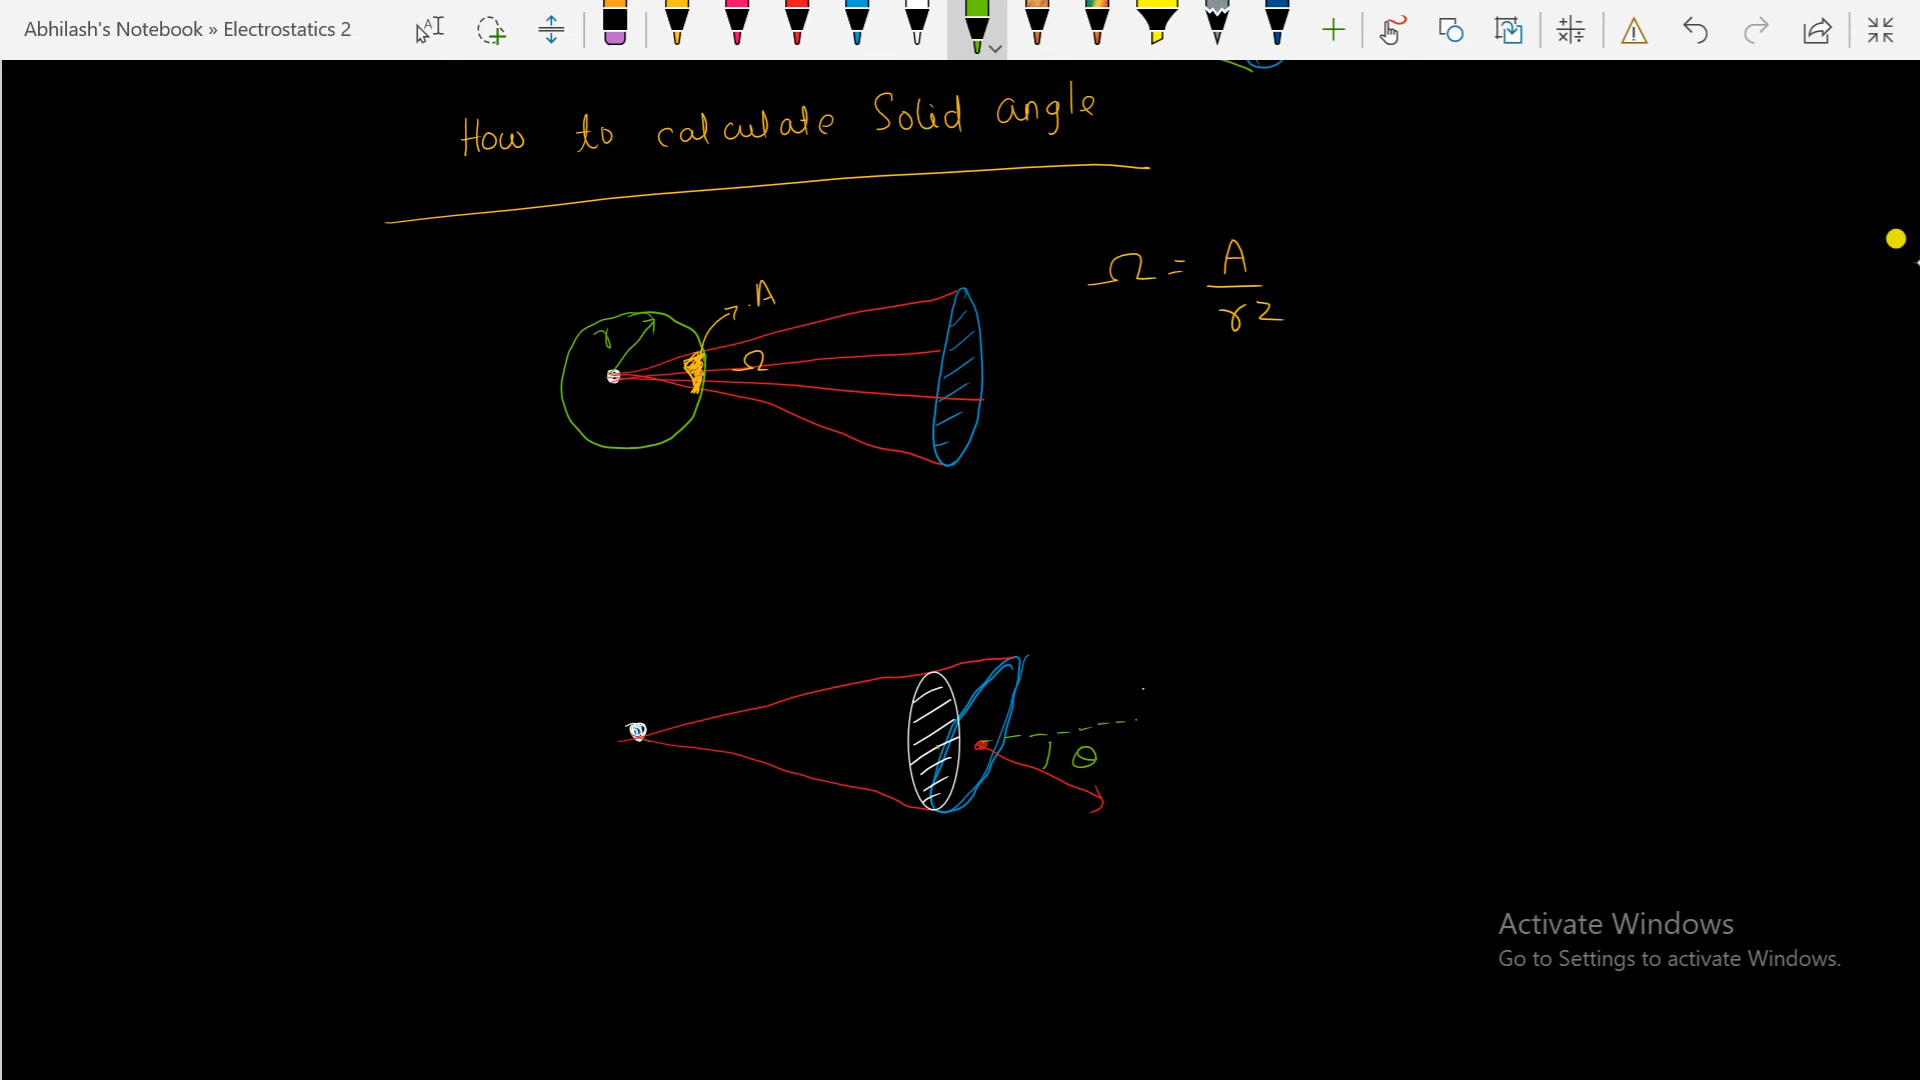 Abhilash's Notebook » Electrostatics 2
How to calculate Solid angle
Ω = A
r²
A
r
Ω
θ
Activate Windows
Go to Settings to activate Windows.